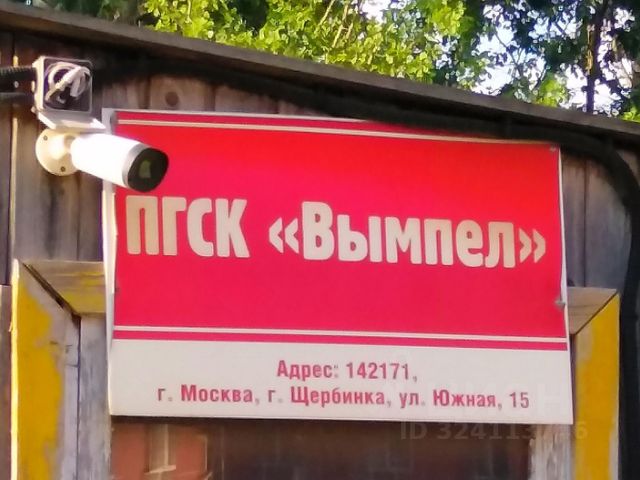 ПГСК «Вымпел»
Адрес: 142171,
г. Москва, г. Щербинка, ул. Южная, 15